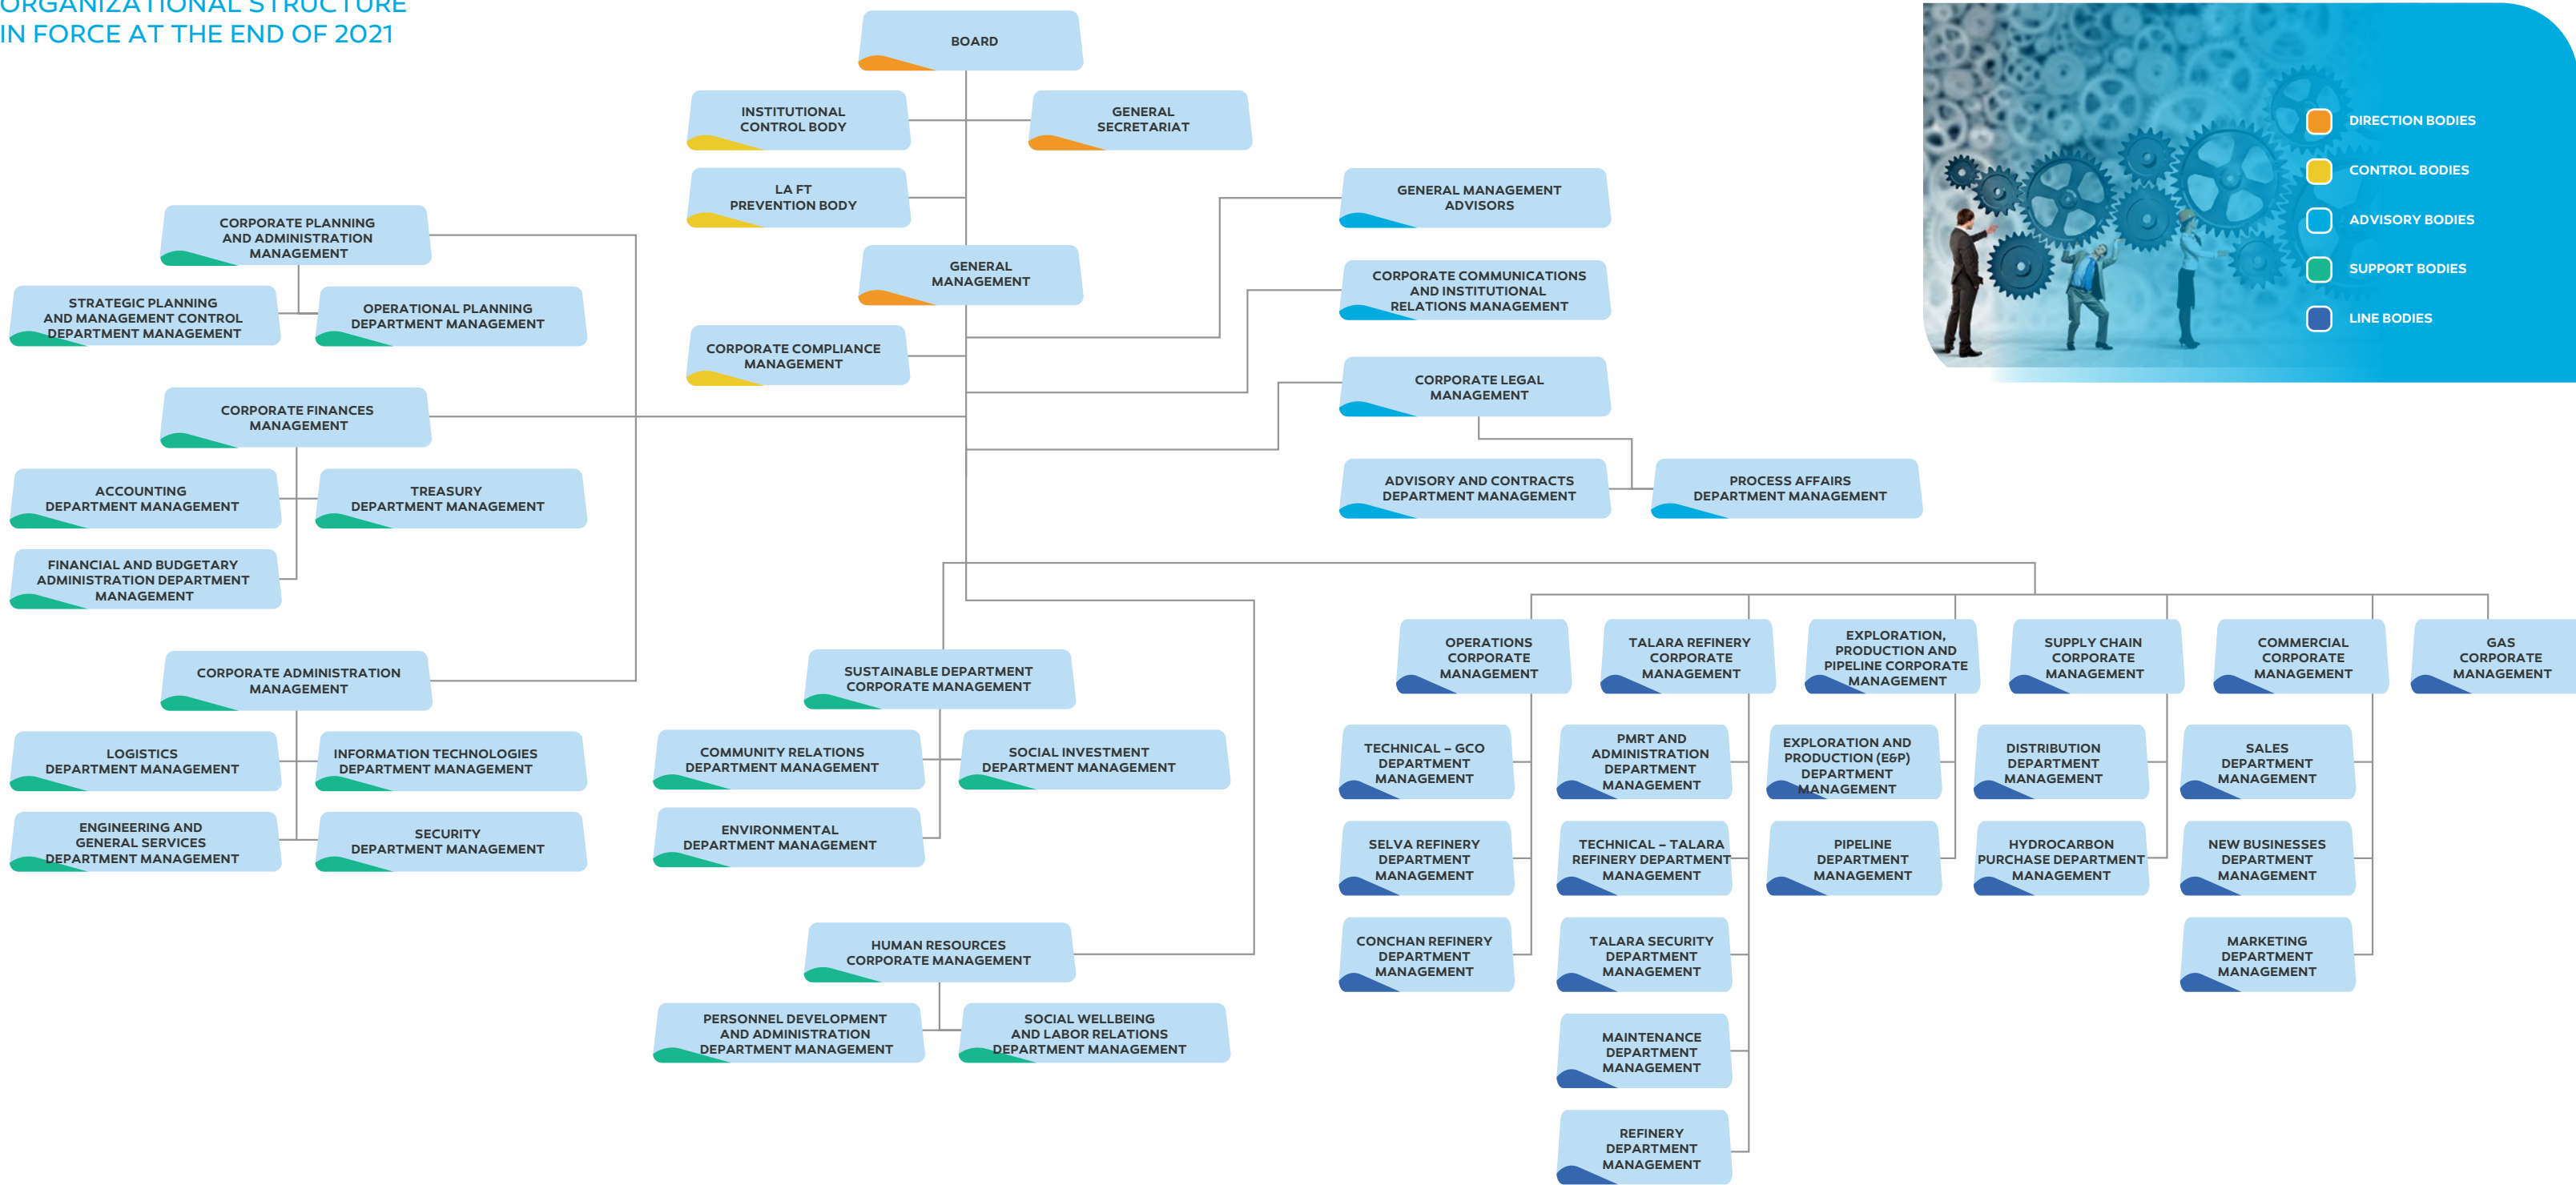 ORGANIZATIONAL STRUCTURE
IN FORCE AT THE END OF 2021
BOARD
INSTITUTIONAL
CONTROL BODY
GENERAL
SECRETARIAT
LA FT
PREVENTION BODY
GENERAL
MANAGEMENT
CORPORATE COMPLIANCE
MANAGEMENT
GENERAL MANAGEMENT
ADVISORS
CORPORATE COMMUNICATIONS
AND INSTITUTIONAL
RELATIONS MANAGEMENT
CORPORATE LEGAL
MANAGEMENT
ADVISORY AND CONTRACTS
DEPARTMENT MANAGEMENT
PROCESS AFFAIRS
DEPARTMENT MANAGEMENT
DIRECTION BODIES
CONTROL BODIES
ADVISORY BODIES
SUPPORT BODIES
LINE BODIES
CORPORATE PLANNING
AND ADMINISTRATION
MANAGEMENT
STRATEGIC PLANNING
AND MANAGEMENT CONTROL
DEPARTMENT MANAGEMENT
OPERATIONAL PLANNING
DEPARTMENT MANAGEMENT
CORPORATE FINANCES
MANAGEMENT
ACCOUNTING
DEPARTMENT MANAGEMENT
TREASURY
DEPARTMENT MANAGEMENT
FINANCIAL AND BUDGETARY
ADMINISTRATION DEPARTMENT
MANAGEMENT
CORPORATE ADMINISTRATION
MANAGEMENT
LOGISTICS
DEPARTMENT MANAGEMENT
INFORMATION TECHNOLOGIES
DEPARTMENT MANAGEMENT
ENGINEERING AND
GENERAL SERVICES
DEPARTMENT MANAGEMENT
SECURITY
DEPARTMENT MANAGEMENT
SUSTAINABLE DEPARTMENT
CORPORATE MANAGEMENT
COMMUNITY RELATIONS
DEPARTMENT MANAGEMENT
SOCIAL INVESTMENT
DEPARTMENT MANAGEMENT
ENVIRONMENTAL
DEPARTMENT MANAGEMENT
HUMAN RESOURCES
CORPORATE MANAGEMENT
PERSONNEL DEVELOPMENT
AND ADMINISTRATION
DEPARTMENT MANAGEMENT
SOCIAL WELLBEING
AND LABOR RELATIONS
DEPARTMENT MANAGEMENT
OPERATIONS
CORPORATE
MANAGEMENT
TECHNICAL – GCO
DEPARTMENT
MANAGEMENT
SELVA REFINERY
DEPARTMENT
MANAGEMENT
CONCHAN REFINERY
DEPARTMENT
MANAGEMENT
TALARA REFINERY
CORPORATE
MANAGEMENT
PMRT AND
ADMINISTRATION
DEPARTMENT
MANAGEMENT
TECHNICAL – TALARA
REFINERY DEPARTMENT
MANAGEMENT
TALARA SECURITY
DEPARTMENT
MANAGEMENT
MAINTENANCE
DEPARTMENT
MANAGEMENT
REFINERY
DEPARTMENT
MANAGEMENT
EXPLORATION,
PRODUCTION AND
PIPELINE CORPORATE
MANAGEMENT
EXPLORATION AND
PRODUCTION (E&P)
DEPARTMENT
MANAGEMENT
PIPELINE
DEPARTMENT
MANAGEMENT
SUPPLY CHAIN
CORPORATE
MANAGEMENT
DISTRIBUTION
DEPARTMENT
MANAGEMENT
HYDROCARBON
PURCHASE DEPARTMENT
MANAGEMENT
COMMERCIAL
CORPORATE
MANAGEMENT
SALES
DEPARTMENT
MANAGEMENT
NEW BUSINESSES
DEPARTMENT
MANAGEMENT
MARKETING
DEPARTMENT
MANAGEMENT
GAS
CORPORATE
MANAGEMENT